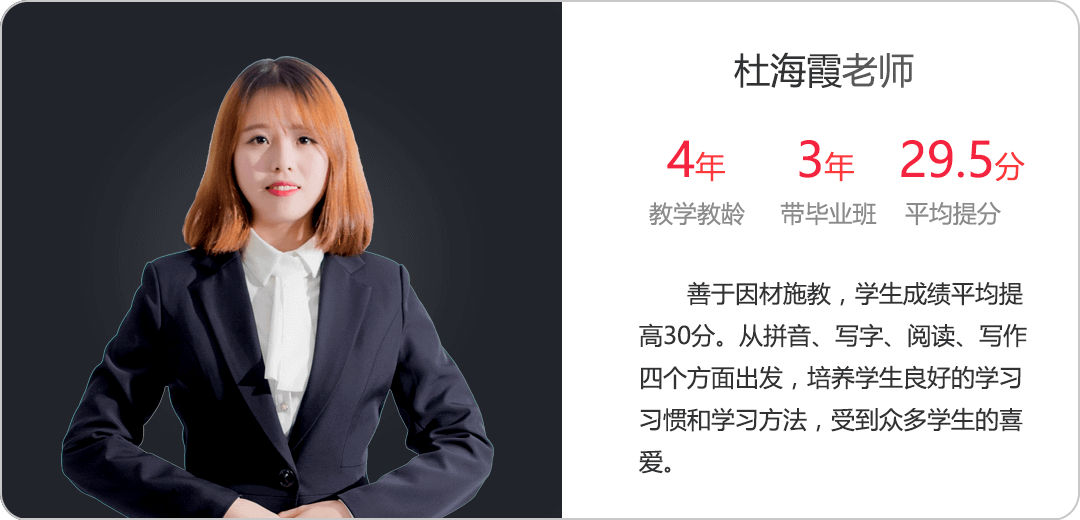 杜海霞老师
4年 3年 29.5分
教学教龄 带毕业班 平均提分
善于因材施教，学生成绩平均提
高30分。从拼音、写字、阅读、写作
四个方面出发，培养学生良好的学习
习惯和学习方法，受到众多学生的喜
爱。